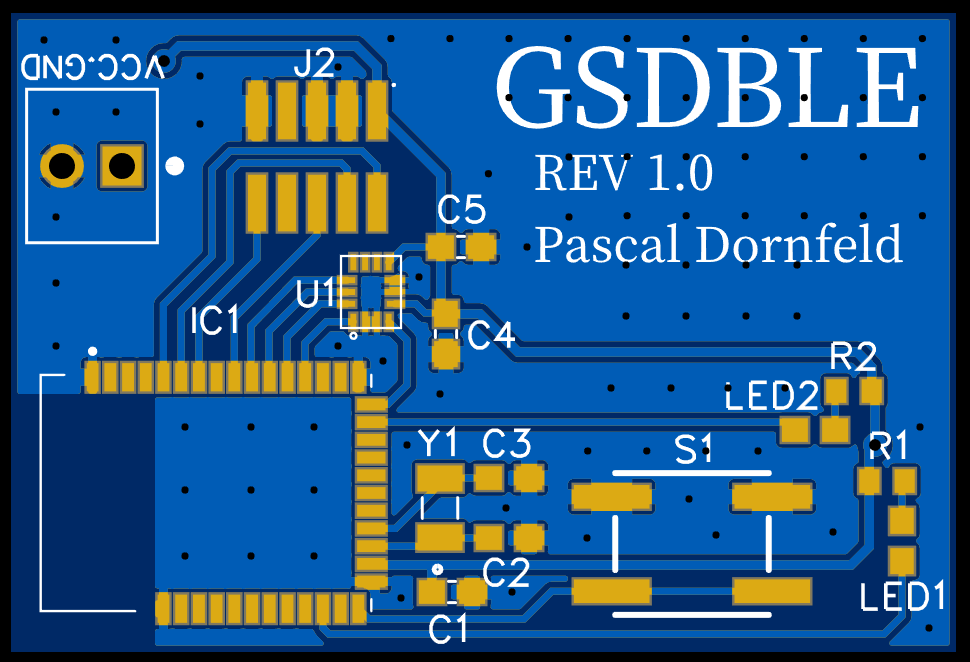 VCC.GND
J2
GSDBLE
REV 1.0
C5
Pascal Dornfeld
U1
IC1
C4
R2
LED2
Y1
C3
S1
R1
C2
LED1
C1